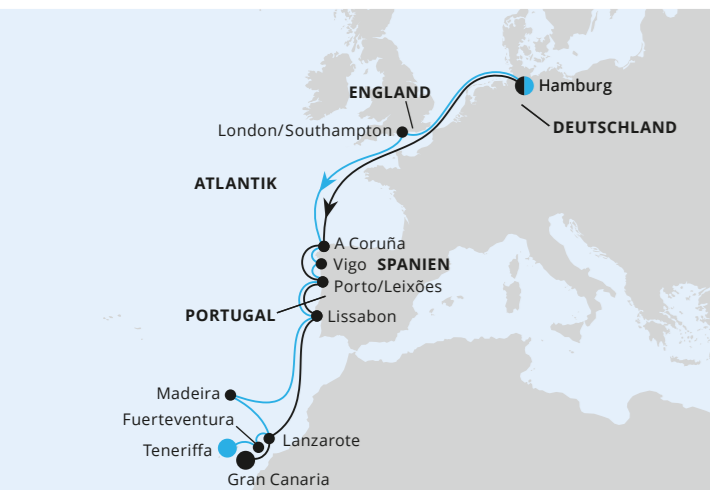 Hamburg
ENGLAND
DEUTSCHLAND
London/Southampton
ATLANTIK
A Coruña
Vigo SPANIEN
Porto/Leixões
PORTUGAL
Lissabon
Madeira
Fuerteventura
Lanzarote
Teneriffa
Gran Canaria